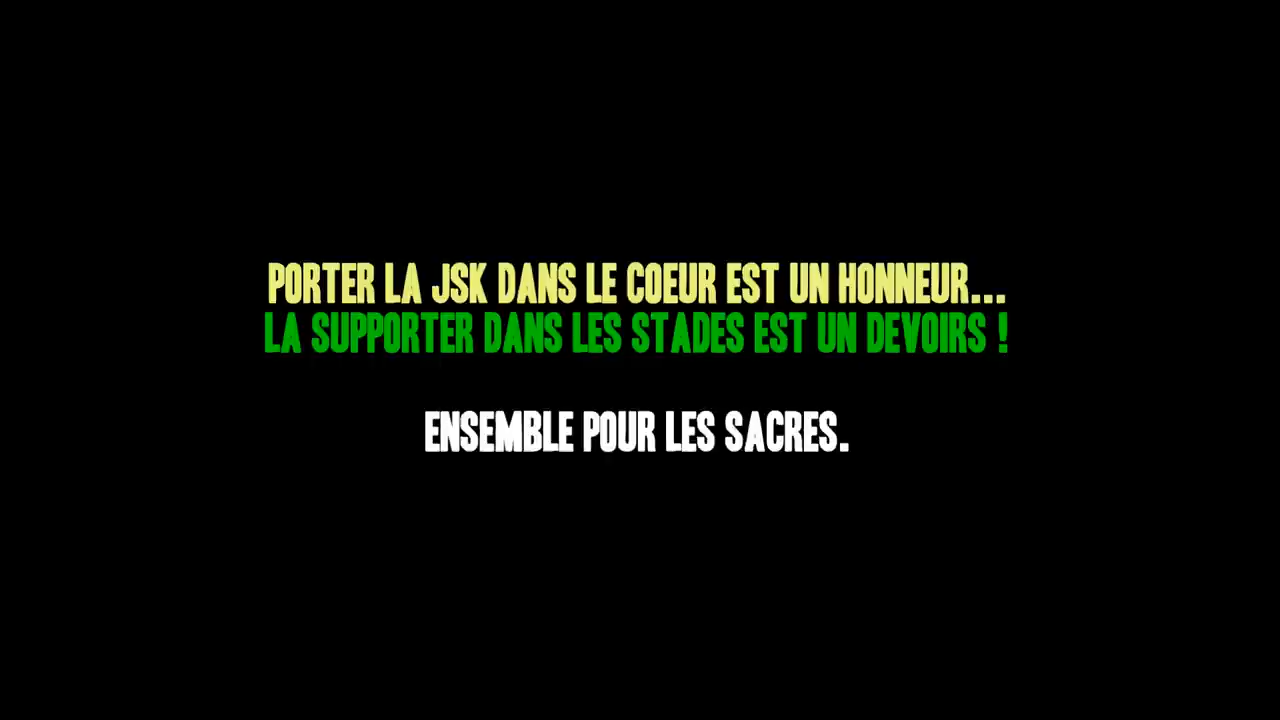 PORTER LA JSK DANS LE COEUR EST UN HONNEUR...
LA SUPPORTER DANS LES STADES EST UN DEVOIRS !
ENSEMBLE POUR LES SACRES.